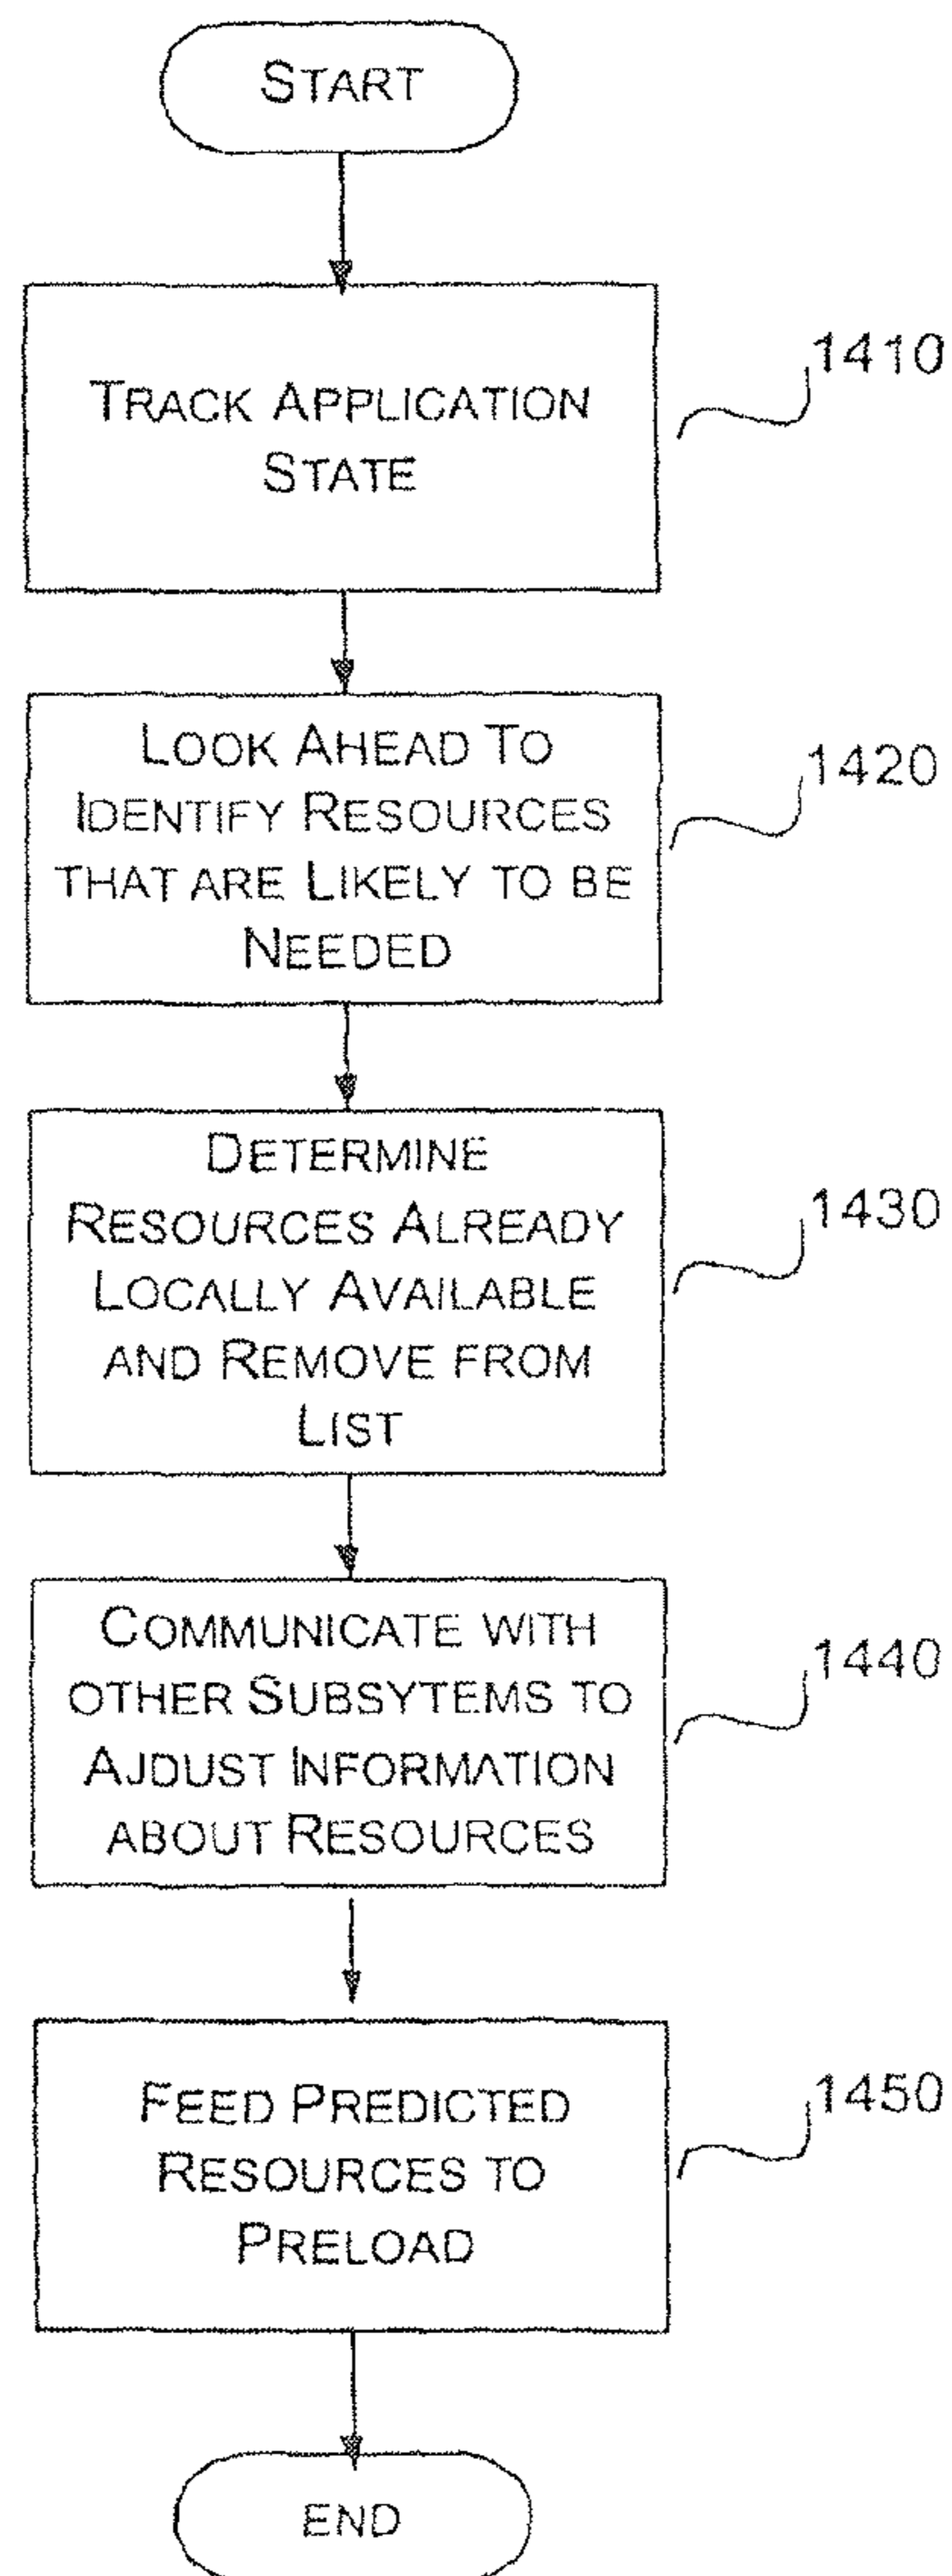 START
TRACK APPLICATION
STATE
1410
LOOK AHEAD TO
IDENTIFY RESOURCES
THAT ARE LIKELY TO BE
NEEDED
1420
DETERMINE
RESOURCES ALREADY
LOCALLY AVAILABLE
AND REMOVE FROM
LIST
1430
COMMUNICATE WITH
OTHER SUBSYTEMS TO
AJDUST INFORMATION
ABOUT RESOURCES
1440
FEED PREDICTED
RESOURCES TO
PRELOAD
1450
END